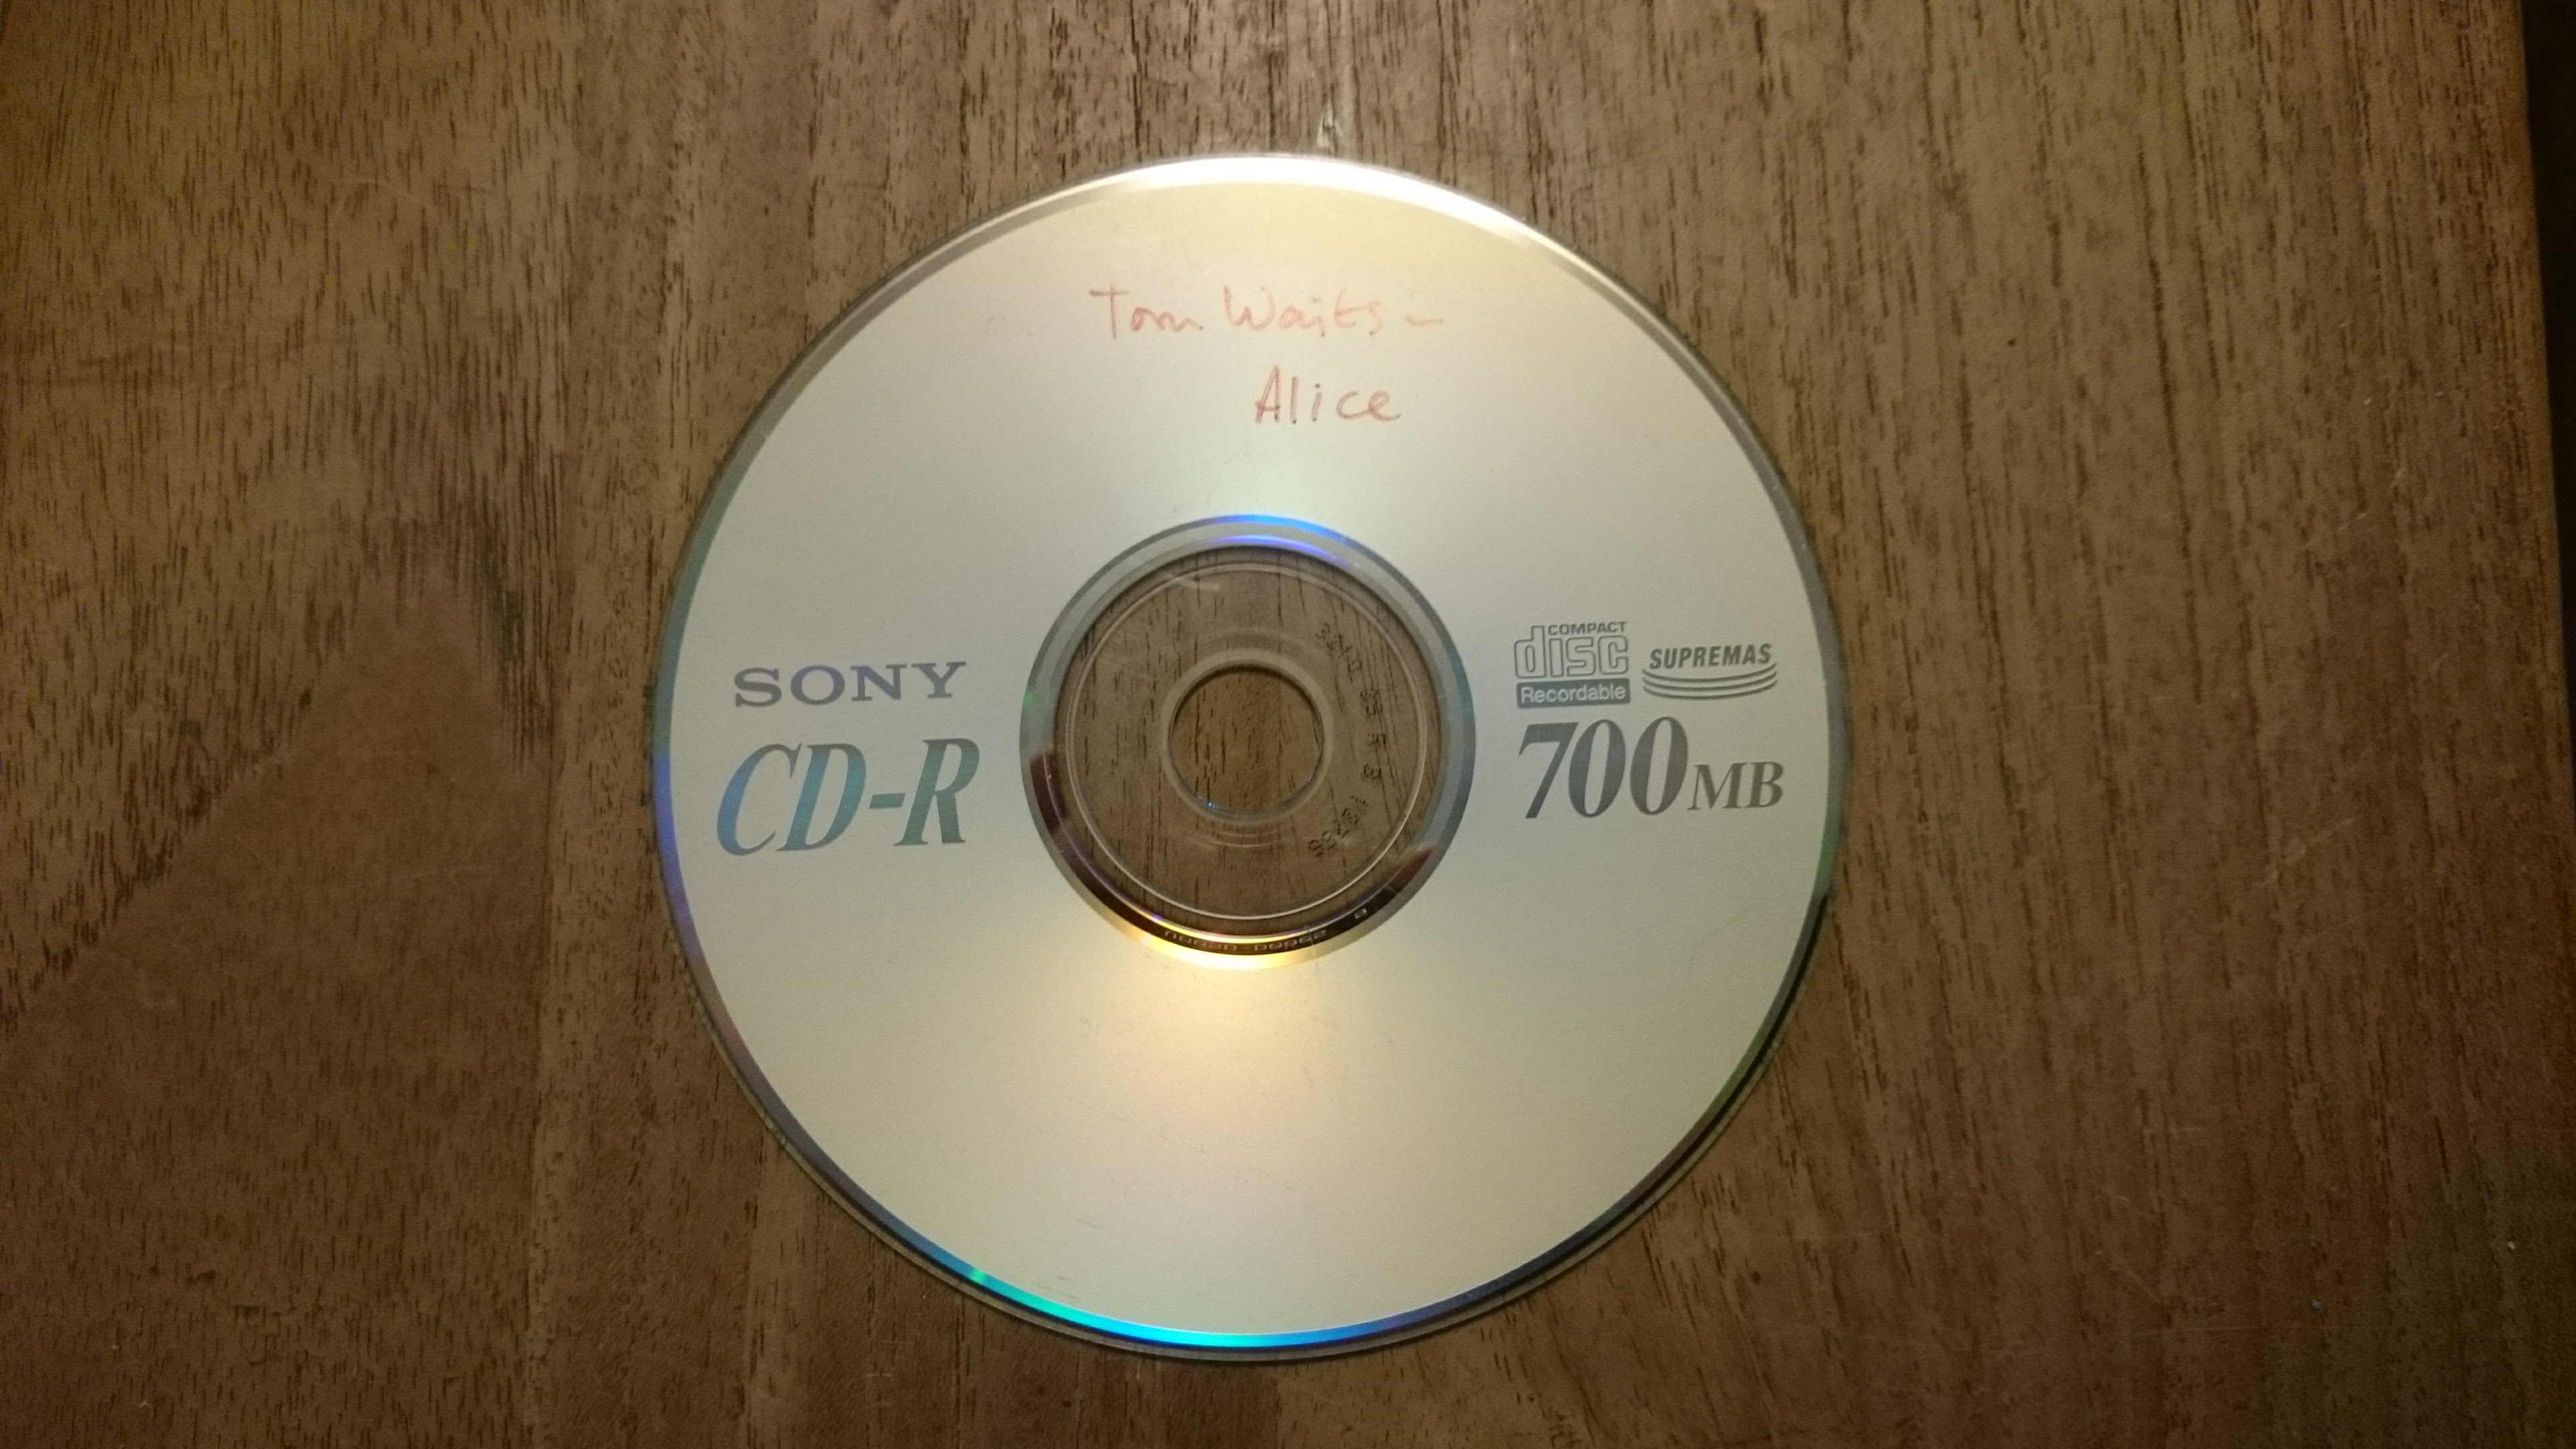 Tom Waits –
Alice
SONY
CD-R
COMPACT
disc
Recordable
SUPREMAS
700MB